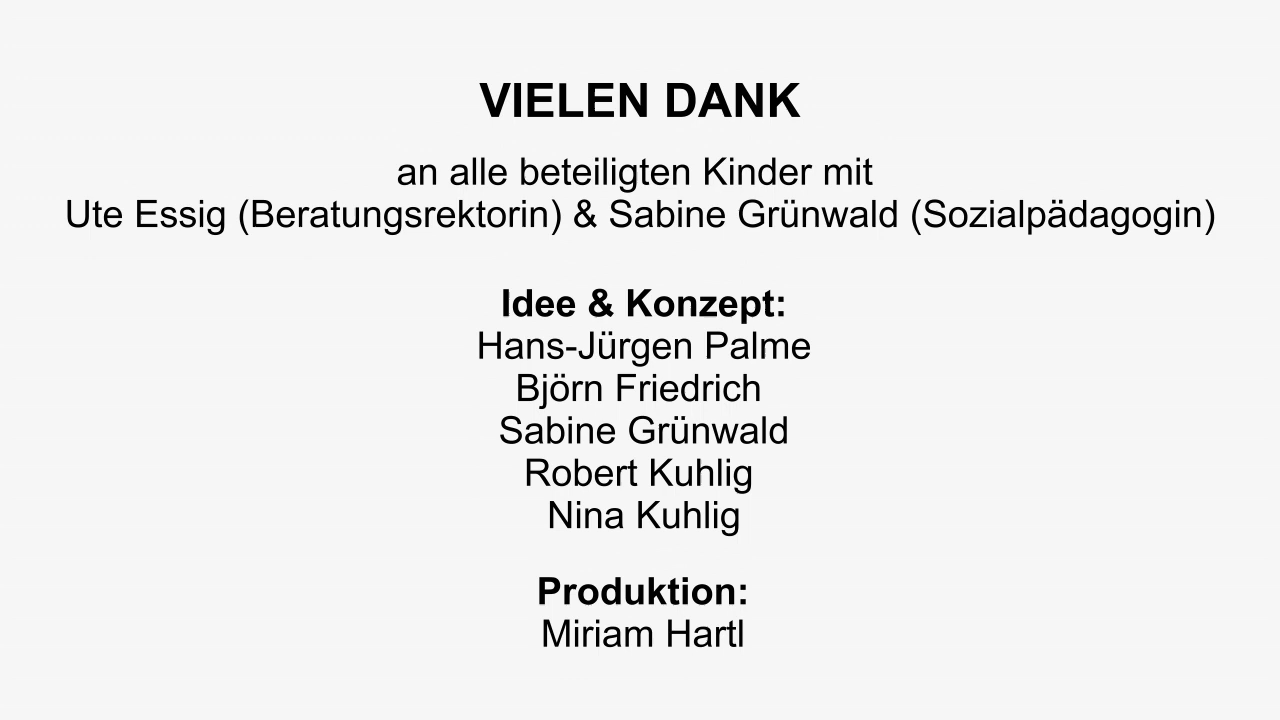 VIELEN DANK
an alle beteiligten Kinder mit
Ute Essig (Beratungsrektorin) & Sabine Grünwald (Sozialpädagogin)
Idee & Konzept:
Hans-Jürgen Palme
Björn Friedrich
Sabine Grünwald
Robert Kuhlig
Nina Kuhlig
Produktion:
Miriam Hartl